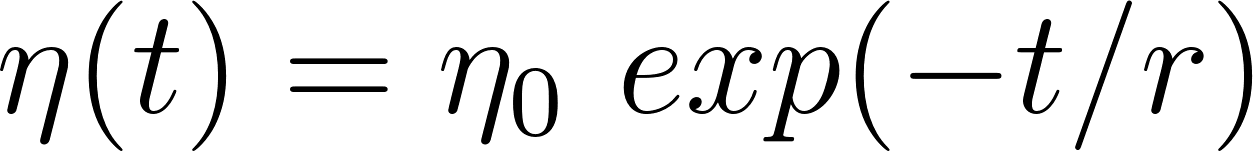 η(t) = η₀ exp(−t/r)